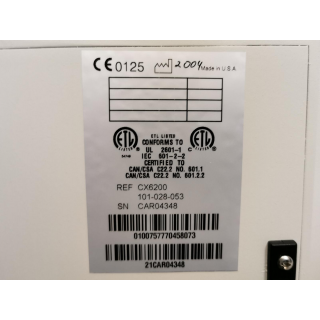 CE 0125 2004 Made in U.S.A.
ETL LISTED
CONFORMS TO
UL 2601-1
IEC 601-2-2
CERTIFIED TO
CAN/CSA C22.2 NO. 601.1
CAN/CSA C22.2 NO. 601.2.2
REF CX6200
101-028-053
SN CAR04348
0100757770458073
21CAR04348